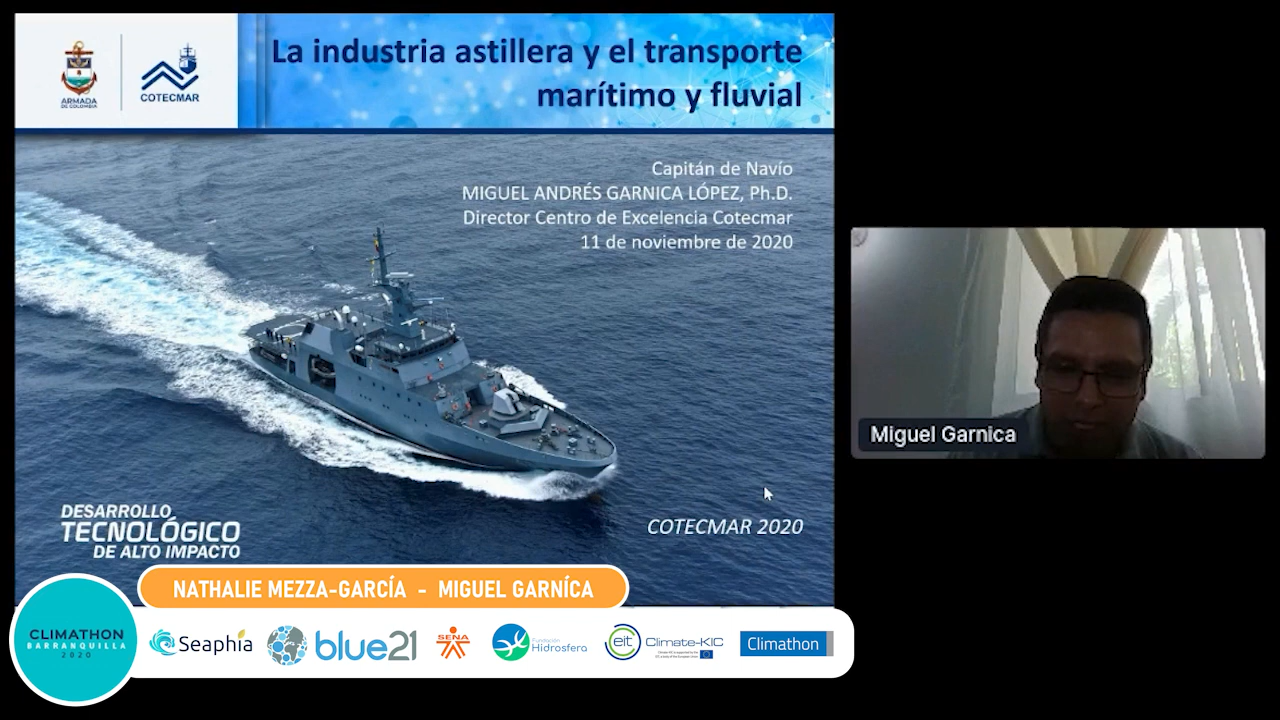 ARMADA
DE COLOMBIA
COTECMAR
La industria astillera y el transporte
marítimo y fluvial
Capitán de Navío
MIGUEL ANDRÉS GARNICA LÓPEZ, Ph.D.
Director Centro de Excelencia Cotecmar
11 de noviembre de 2020
Miguel Garnica
DESARROLLO
TECNOLÓGICO
DE ALTO IMPACTO
COTECMAR 2020
NATHALIE MEZZA-GARCÍA - MIGUEL GARNÍCA
CLIMATHON
BARRANQUILLA
2020
Seaphia
blue21
SENA
Fundación
Hidrosfera
eit
Climate-KIC
Climathon